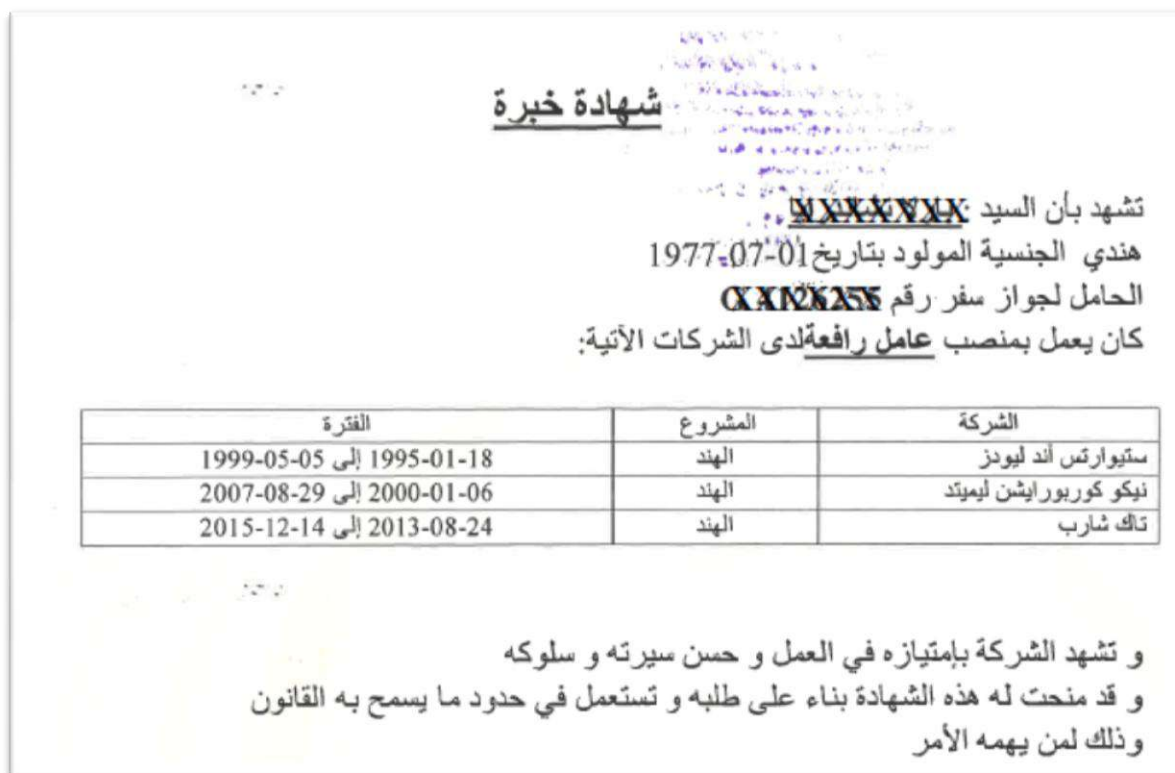 شهادة خبرة
تشهد بأن السيد
هندي الجنسية المولود بتاريخ 01-07-1977
الحامل لجواز سفر رقم
كان يعمل بمنصب عامل رافعة لدى الشركات الآتية:
الشركة المشروع الفترة
ستيوارتس أند ليودز الهند 1995-01-18 إلى 1999-05-05
نيكو كوربورايشن ليميتد الهند 2000-01-06 إلى 2007-08-29
تاك شارب الهند 2013-08-24 إلى 2015-12-14
و تشهد الشركة بإمتيازه في العمل و حسن سيرته و سلوكه
و قد منحت له هذه الشهادة بناء على طلبه و تستعمل في حدود ما يسمح به القانون
و ذلك لمن يهمه الأمر